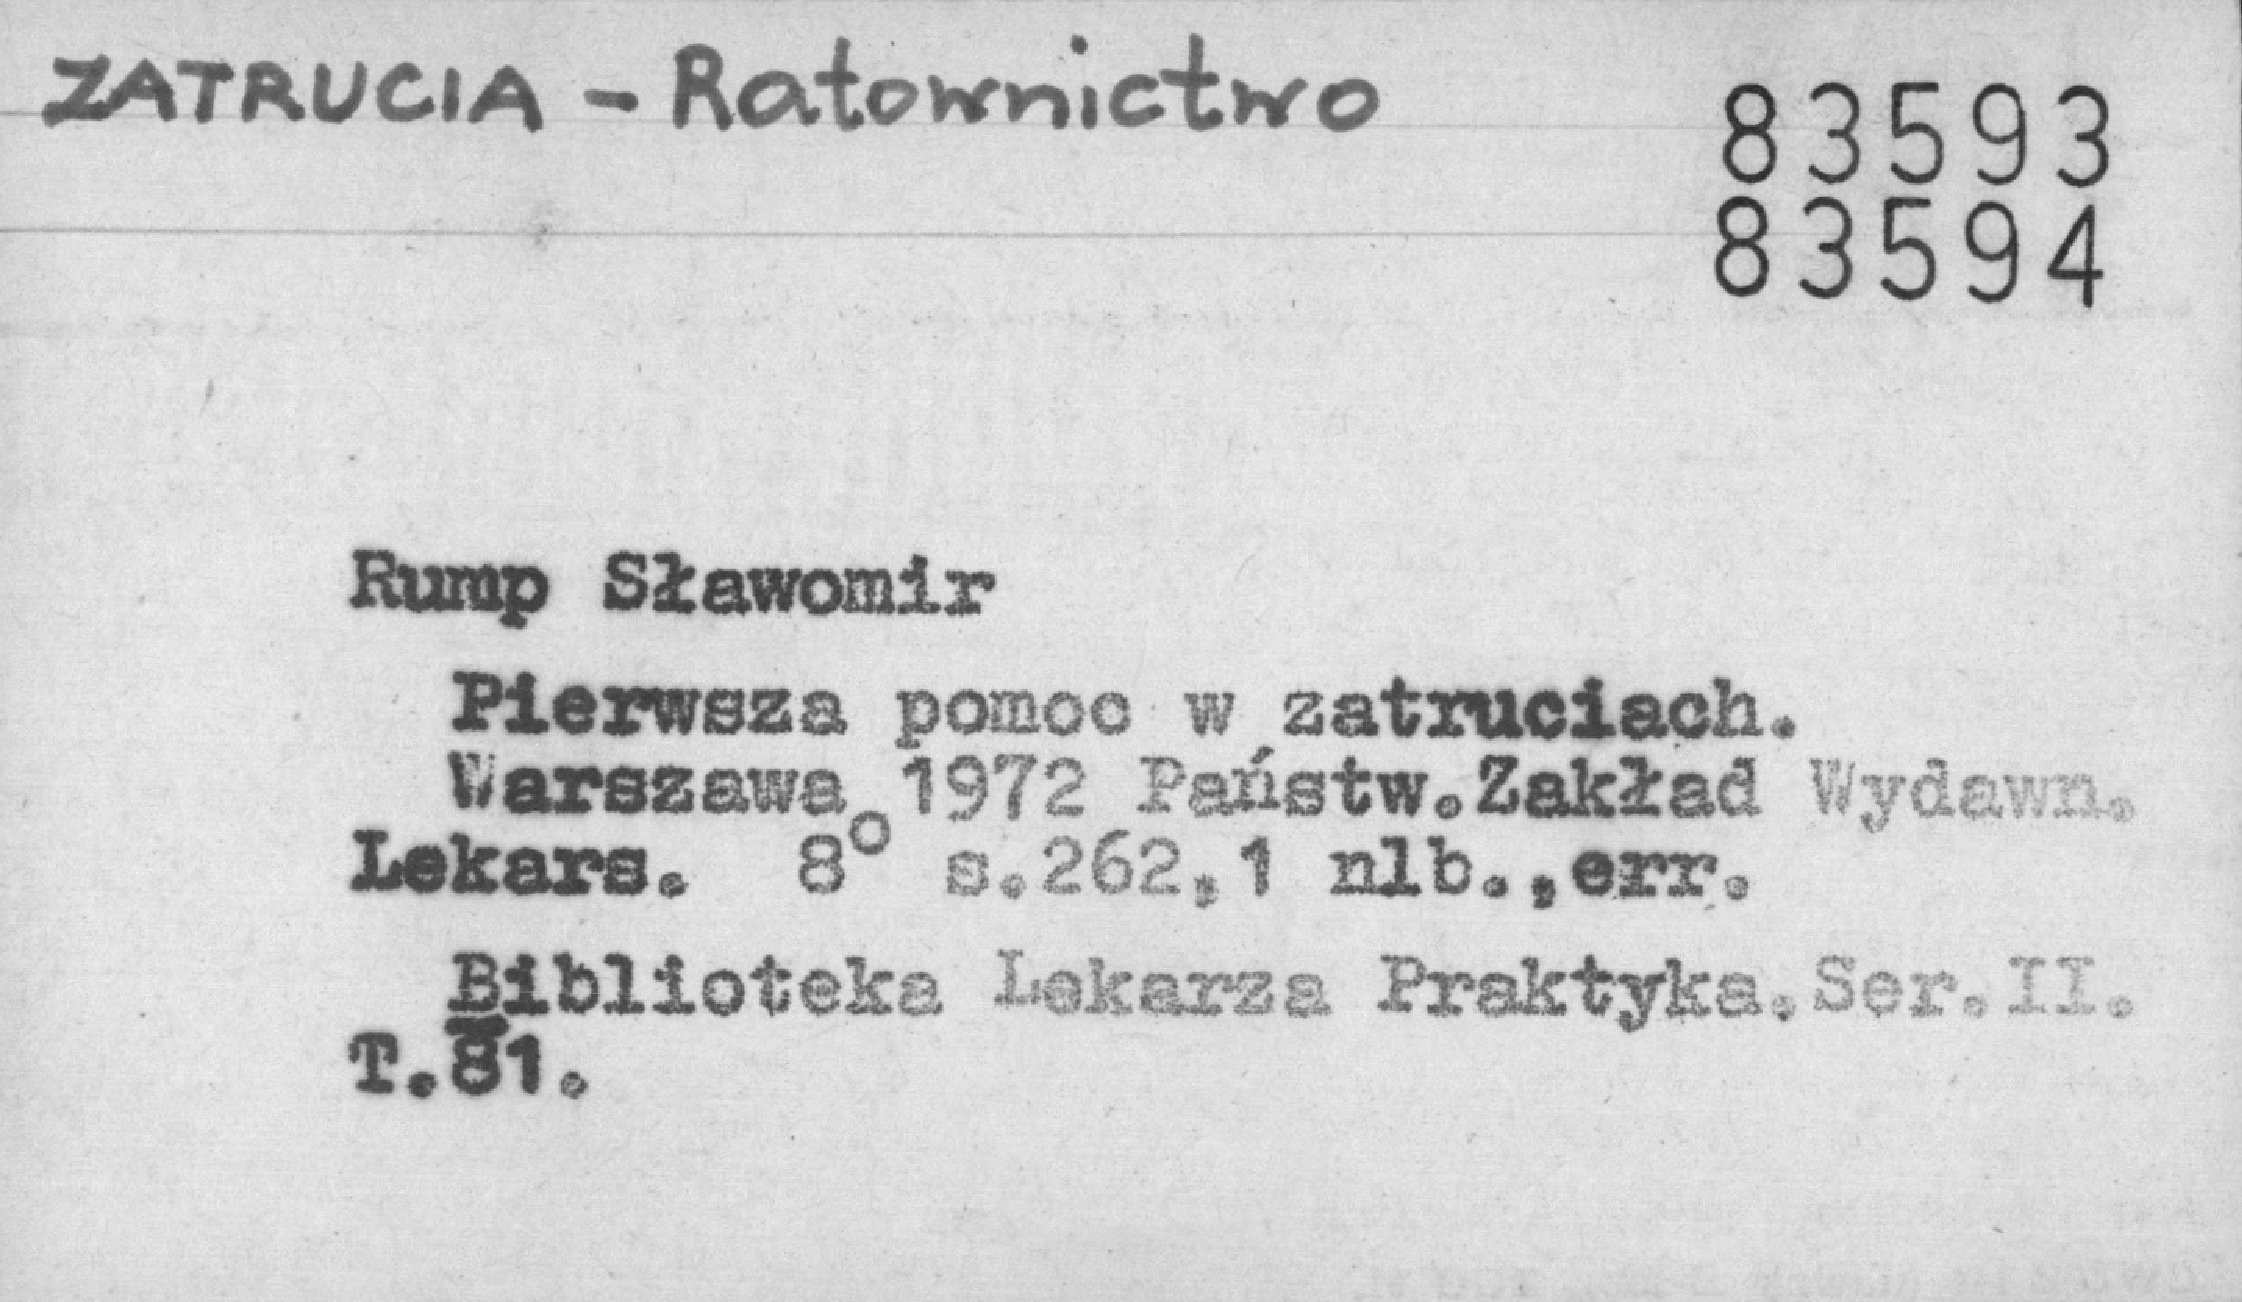 ZATRUCIA - Ratownictwo
83593
83594
Rump Sławomir
Pierwsza pomoc w zatruciach.
Warszawa 1972 Państw.Zakład Wydawn.
Lekars. 8° s.262,1 nlb.,err.
Biblioteka Lekarza Praktyka.Ser.II.
T.81.